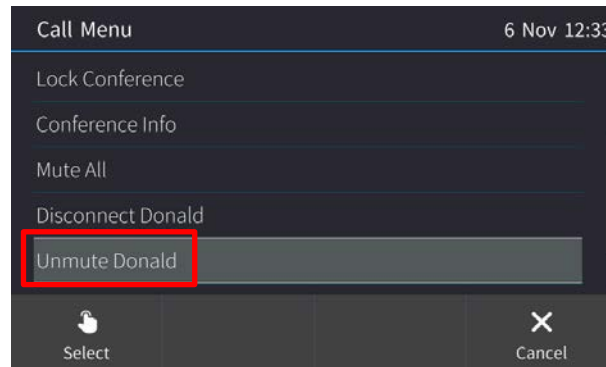 Call Menu 6 Nov 12:33
Lock Conference
Conference Info
Mute All
Disconnect Donald
Unmute Donald
Select Cancel